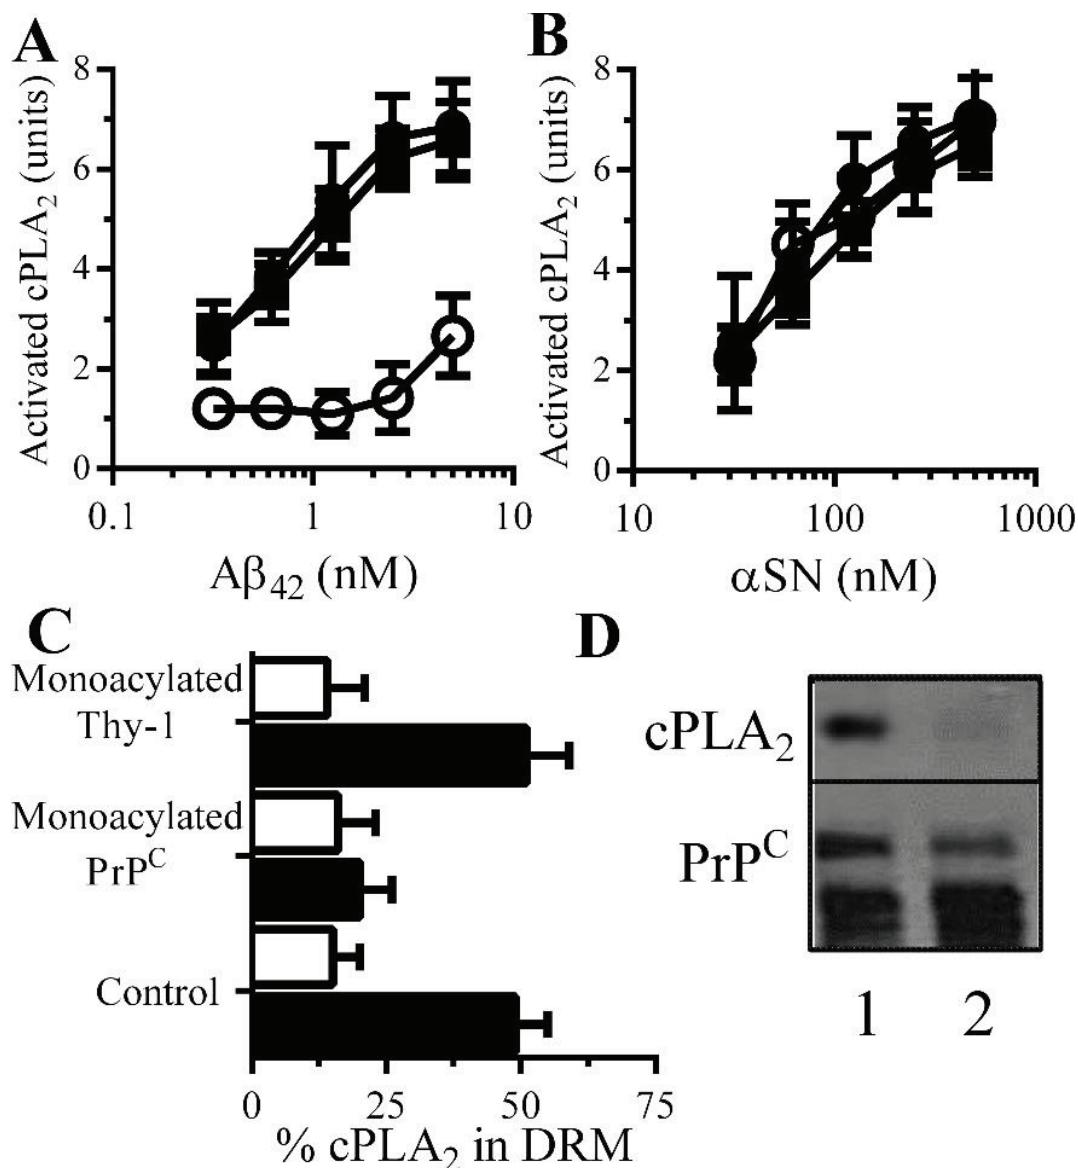 A
Activated cPLA₂ (units)
8
6
4
2
0
0.1
1
10
Aβ₄₂ (nM)
B
Activated cPLA₂ (units)
8
6
4
2
0
10
100
1000
αSN (nM)
C
Monoacylated
Thy-1
Monoacylated
PrPᶜ
Control
0
25
50
75
% cPLA₂ in DRM
D
cPLA₂
PrPᶜ
1
2